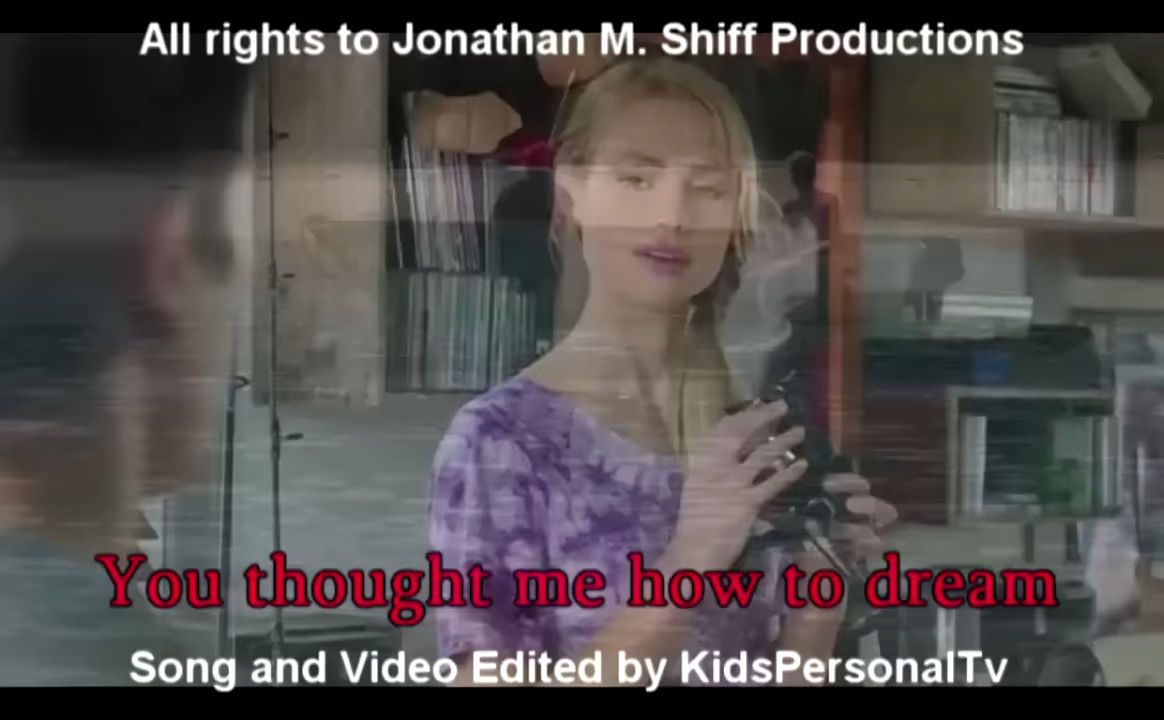 All rights to Jonathan M. Shiff Productions
You thought me how to dream
Song and Video Edited by KidsPersonalTv